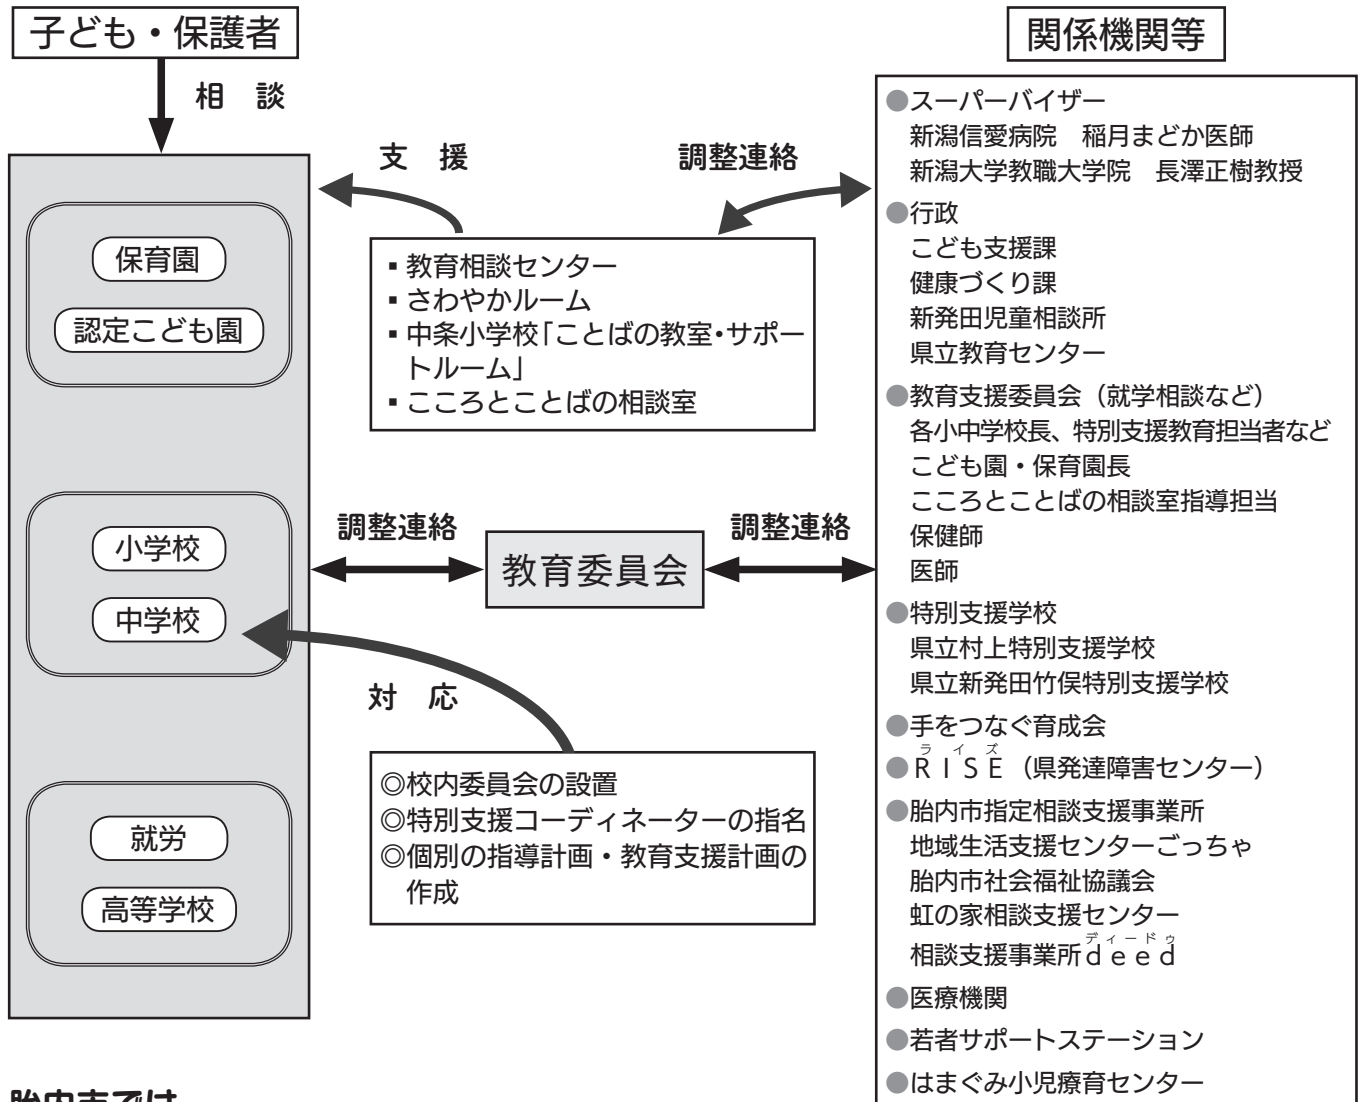 子ども・保護者
相　談
保育園
認定こども園
小学校
中学校
就労
高等学校
支　援
調整連絡
▪教育相談センター
▪さわやかルーム
▪中条小学校「ことばの教室・サポー
トルーム」
▪こころとことばの相談室
調整連絡
教育委員会
調整連絡
対　応
◎校内委員会の設置
◎特別支援コーディネーターの指名
◎個別の指導計画・教育支援計画の
作成
関係機関等
●スーパーバイザー
新潟信愛病院　稲月まどか医師
新潟大学教職大学院　長澤正樹教授
●行政
こども支援課
健康づくり課
新発田児童相談所
県立教育センター
●教育支援委員会（就学相談など）
各小中学校長、特別支援教育担当者など
こども園・保育園長
こころとことばの相談室指導担当
保健師
医師
●特別支援学校
県立村上特別支援学校
県立新発田竹俣特別支援学校
●手をつなぐ育成会
ライズ
●ＲＩＳＥ（県発達障害センター）
●胎内市指定相談支援事業所
地域生活支援センターごっちゃ
胎内市社会福祉協議会
虹の家相談支援センター
ディードゥ
相談支援事業所ｄｅｅｄ
●医療機関
●若者サポートステーション
●はまぐみ小児療育センター
胎内市では